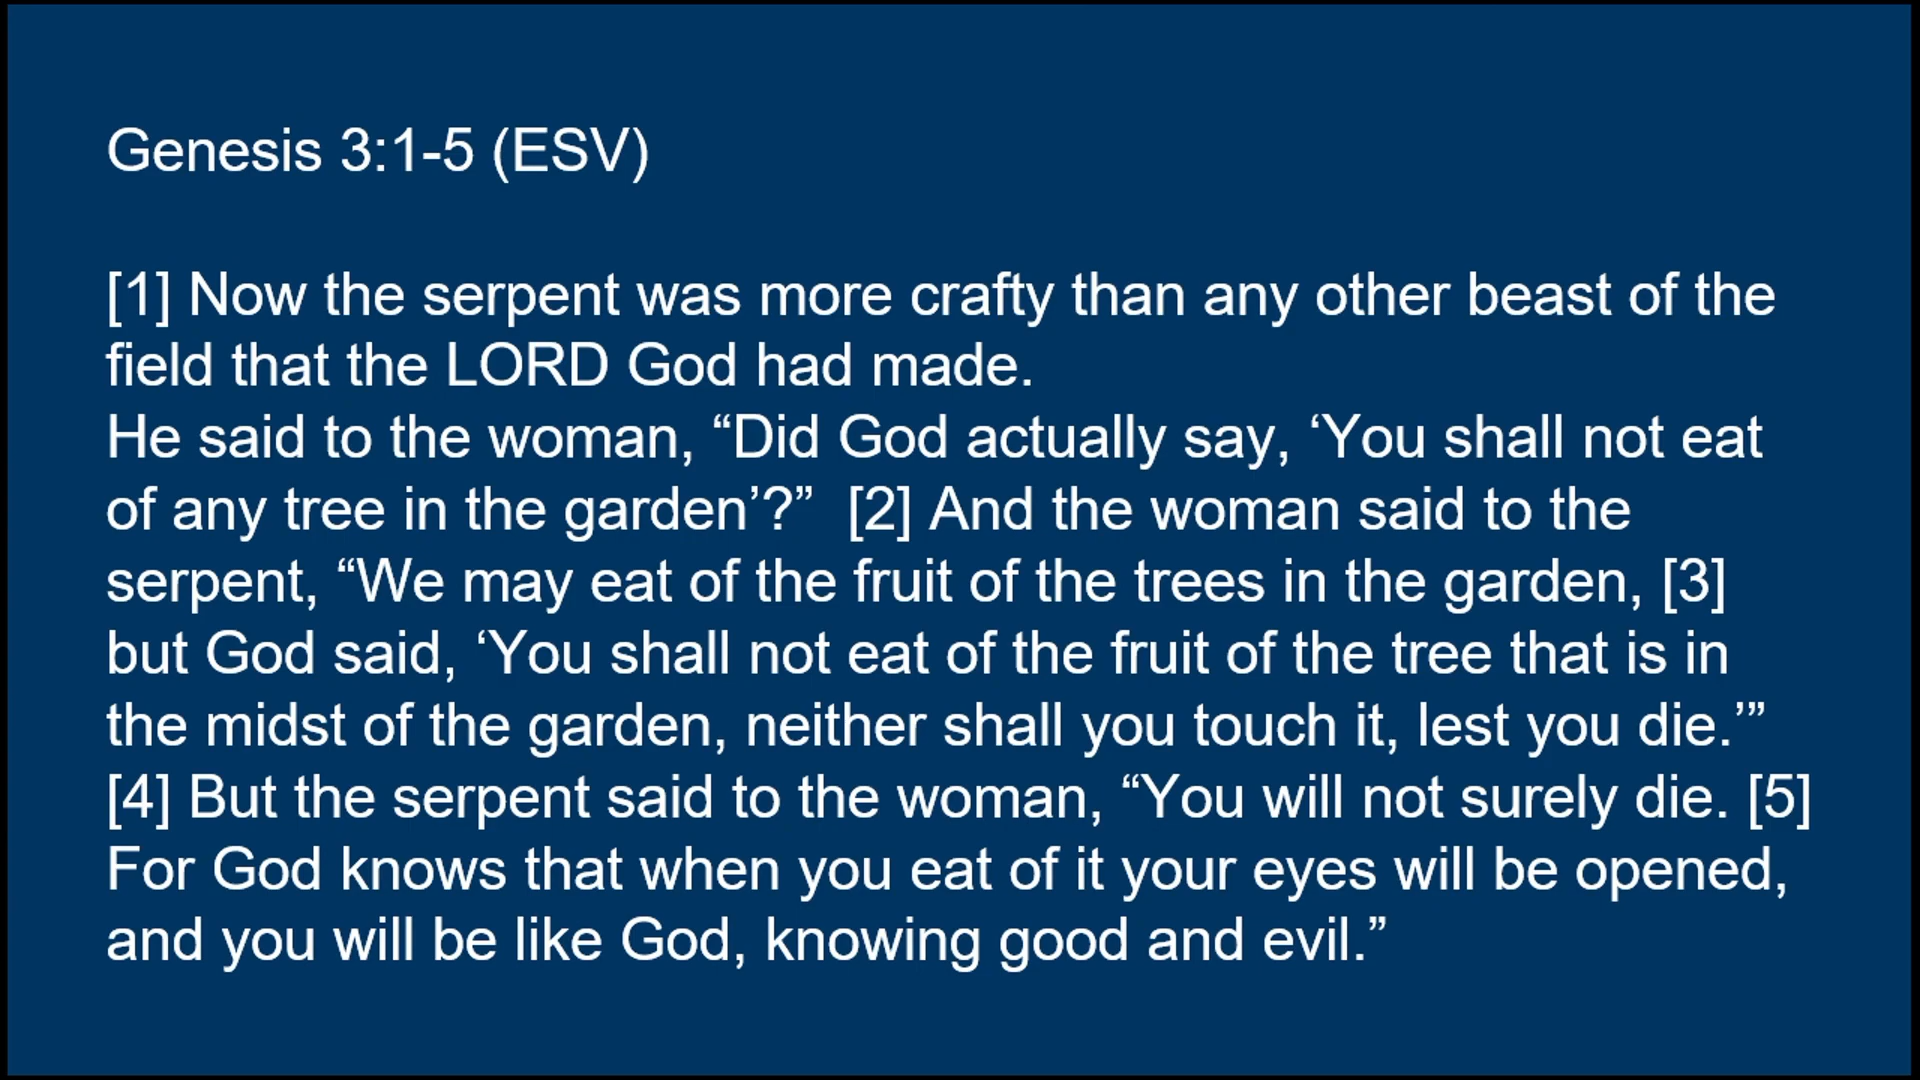 Genesis 3:1-5 (ESV)
[1] Now the serpent was more crafty than any other beast of the
field that the LORD God had made.
He said to the woman, “Did God actually say, ‘You shall not eat
of any tree in the garden’?”  [2] And the woman said to the
serpent, “We may eat of the fruit of the trees in the garden, [3]
but God said, ‘You shall not eat of the fruit of the tree that is in
the midst of the garden, neither shall you touch it, lest you die.’”
[4] But the serpent said to the woman, “You will not surely die. [5]
For God knows that when you eat of it your eyes will be opened,
and you will be like God, knowing good and evil.”